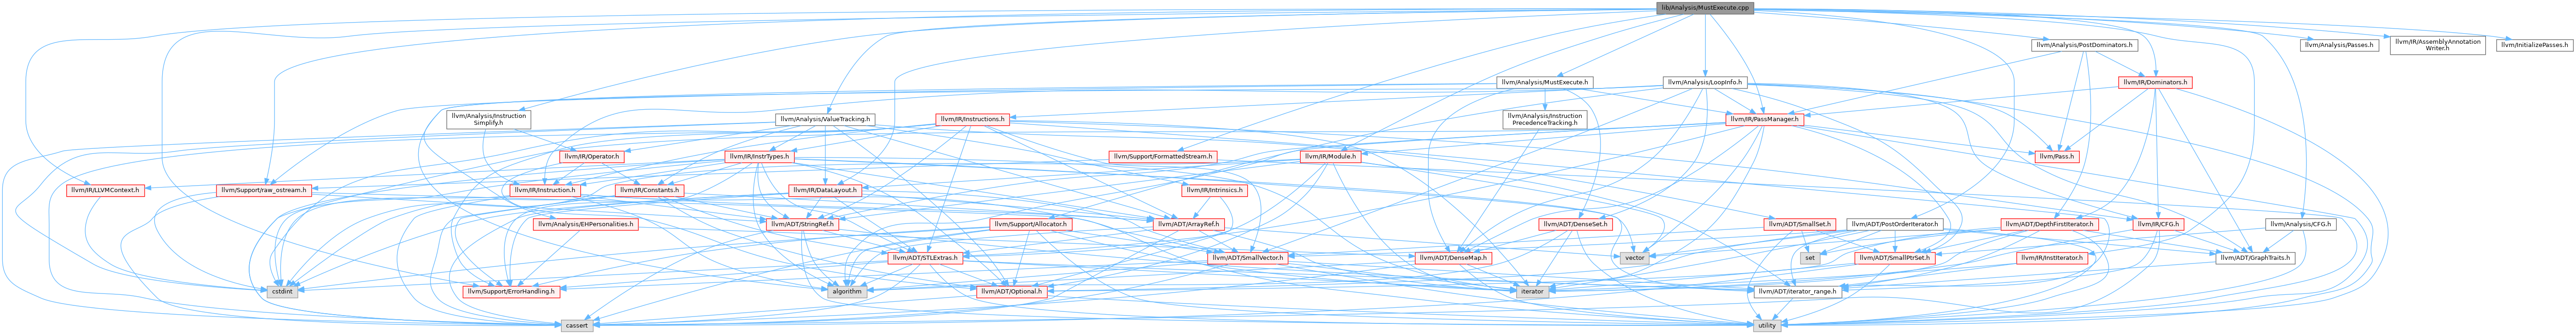 lib/Analysis/MustExecute.cpp
llvm/Analysis/PostDominators.h
llvm/Analysis/Passes.h
llvm/IR/AssemblyAnnotation
Writer.h
llvm/InitializePasses.h
llvm/Analysis/MustExecute.h
llvm/Analysis/LoopInfo.h
llvm/IR/Dominators.h
llvm/Analysis/Instruction
Simplify.h
llvm/Analysis/ValueTracking.h
llvm/IR/Instructions.h
llvm/Analysis/Instruction
PrecedenceTracking.h
llvm/IR/PassManager.h
llvm/IR/Operator.h
llvm/IR/InstrTypes.h
llvm/Support/FormattedStream.h
llvm/IR/Module.h
llvm/Pass.h
llvm/IR/LLVMContext.h
llvm/Support/raw_ostream.h
llvm/IR/Instruction.h
llvm/IR/Constants.h
llvm/IR/DataLayout.h
llvm/IR/Intrinsics.h
llvm/Analysis/EHPersonalities.h
llvm/ADT/StringRef.h
llvm/Support/Allocator.h
llvm/ADT/ArrayRef.h
llvm/ADT/DenseSet.h
llvm/ADT/SmallSet.h
llvm/ADT/PostOrderIterator.h
llvm/ADT/DepthFirstIterator.h
llvm/IR/CFG.h
llvm/Analysis/CFG.h
llvm/ADT/STLExtras.h
llvm/ADT/SmallVector.h
llvm/ADT/DenseMap.h
vector
set
llvm/ADT/SmallPtrSet.h
llvm/IR/InstIterator.h
llvm/ADT/GraphTraits.h
cstdint
llvm/Support/ErrorHandling.h
algorithm
llvm/ADT/Optional.h
iterator
llvm/ADT/iterator_range.h
cassert
utility